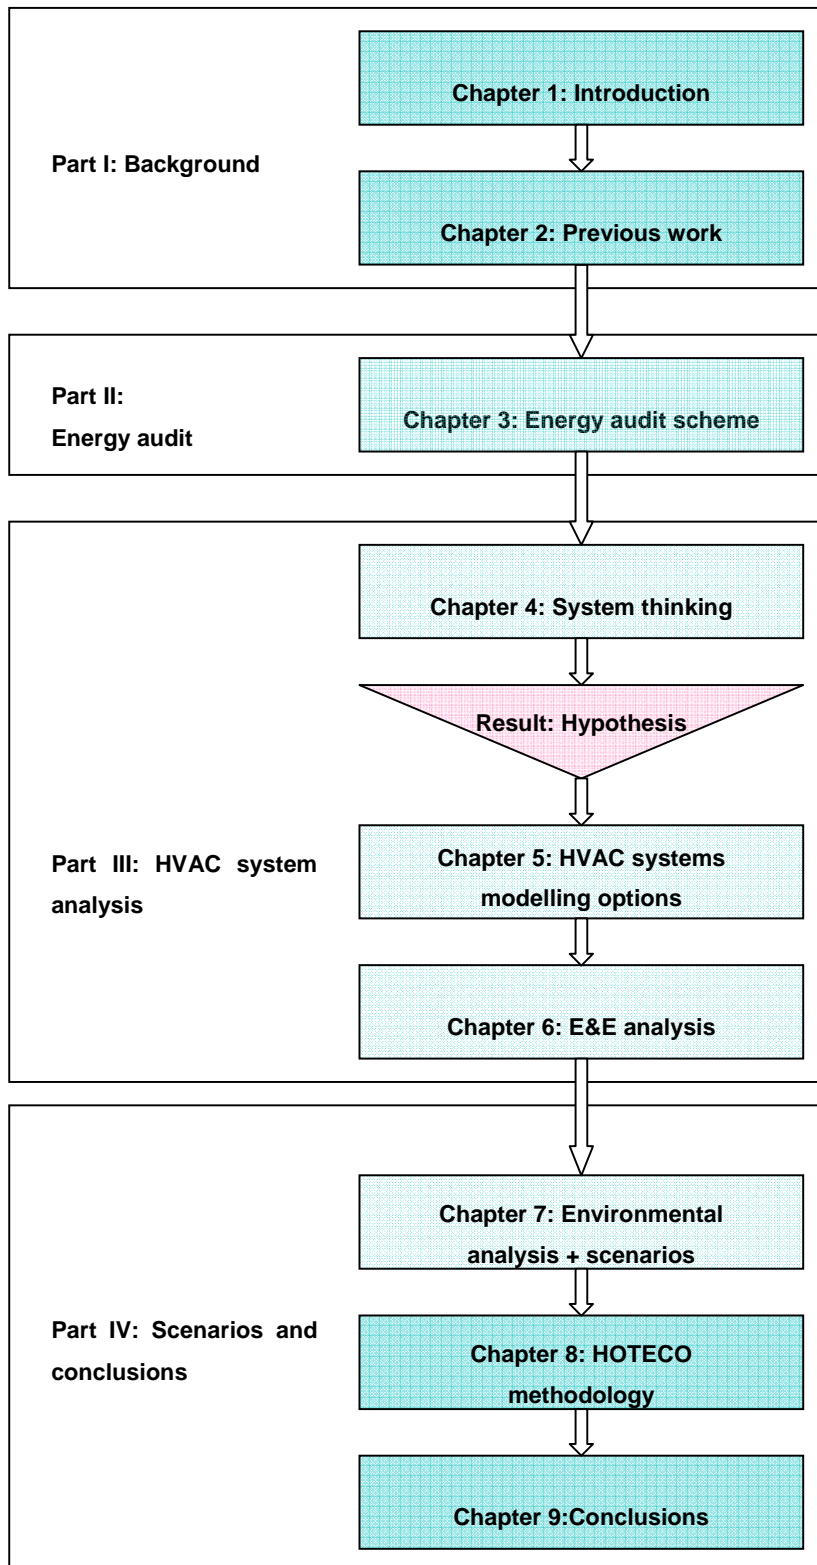 Part I: Background
Chapter 1: Introduction
Chapter 2: Previous work
Part II:
Energy audit
Chapter 3: Energy audit scheme
Part III: HVAC system
analysis
Chapter 4: System thinking
Result: Hypothesis
Chapter 5: HVAC systems
modelling options
Chapter 6: E&E analysis
Part IV: Scenarios and
conclusions
Chapter 7: Environmental
analysis + scenarios
Chapter 8: HOTECO
methodology
Chapter 9:Conclusions